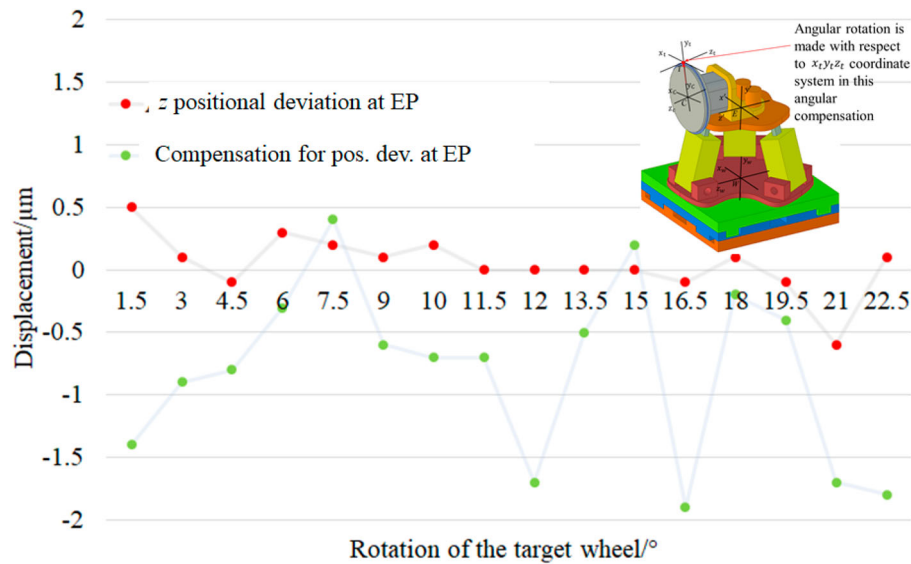 2
1.5
1
0.5
0
-0.5
-1
-1.5
-2
Displacement/µm
z positional deviation at EP
Compensation for pos. dev. at EP
Angular rotation is
made with respect
to xₜyₜzₜ coordinate
system in this
angular
compensation
1.5 3 4.5 6 7.5 9 10 11.5 12 13.5 15 16.5 18 19.5 21 22.5
Rotation of the target wheel/°